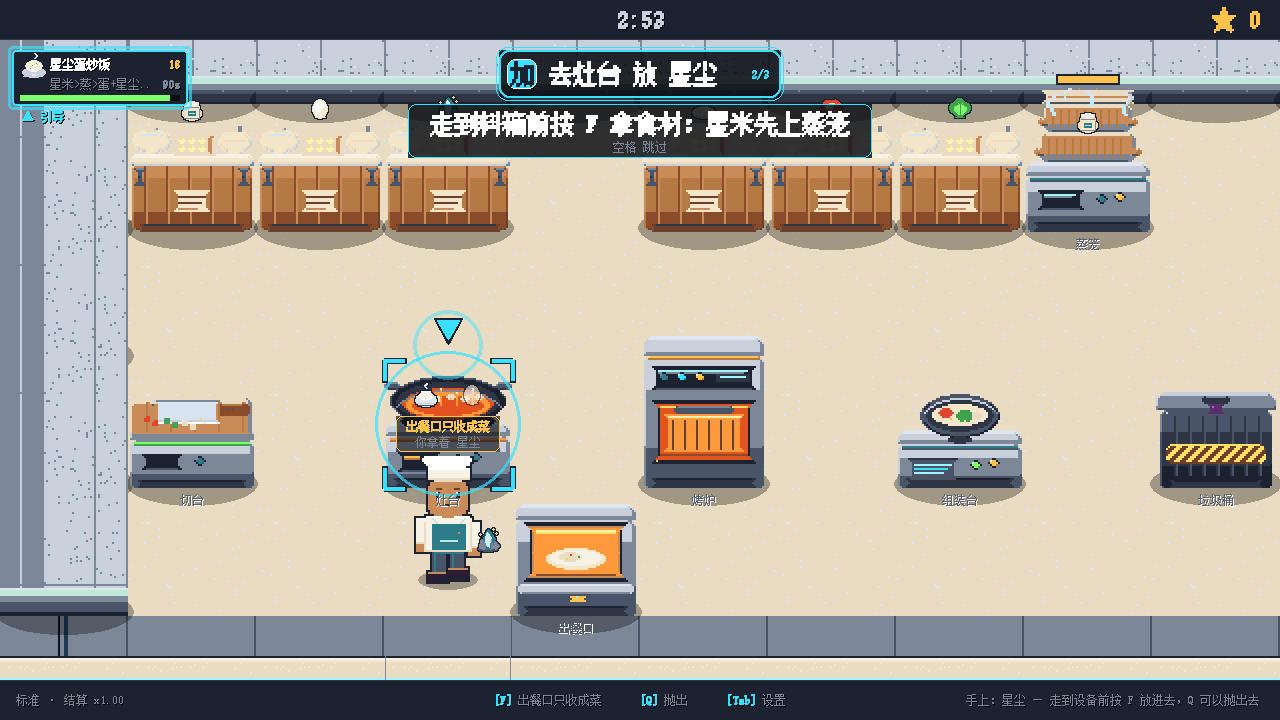 2:53
0
星尘蛋炒饭 18
星米>蒸>蛋+星尘.. 90s
引导
加 去灶台 放 星尘 2/3
走到料箱前按 F 拿食材: 星米先上蒸笼
空格 跳过
蒸笼
出餐口只收成菜
你拿着 星尘
切台
灶台
烤炉
组装台
垃圾桶
出餐口
标准 · 结算 x1.00
[F] 出餐口只收成菜
[Q] 抛出
[Tab] 设置
手上: 星尘 — 走到设备前按 F 放进去, Q 可以抛出去